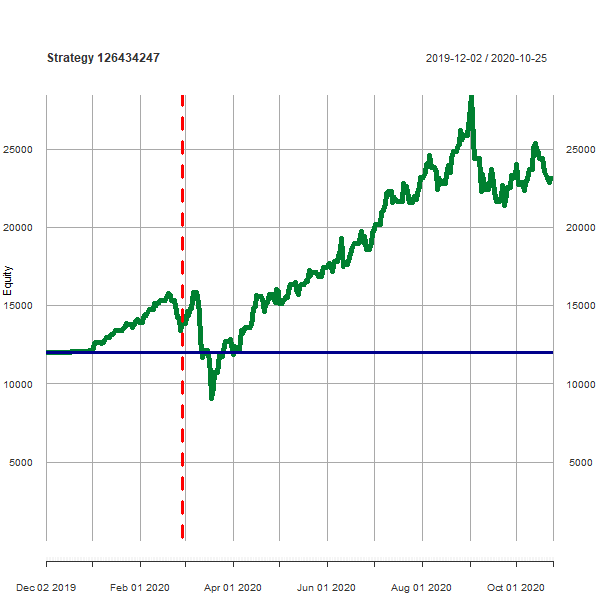 Strategy 126434247
2019-12-02 / 2020-10-25
25000
25000
20000
20000
Equity
15000
15000
10000
10000
5000
5000
Dec 02 2019
Feb 01 2020
Apr 01 2020
Jun 01 2020
Aug 01 2020
Oct 01 2020